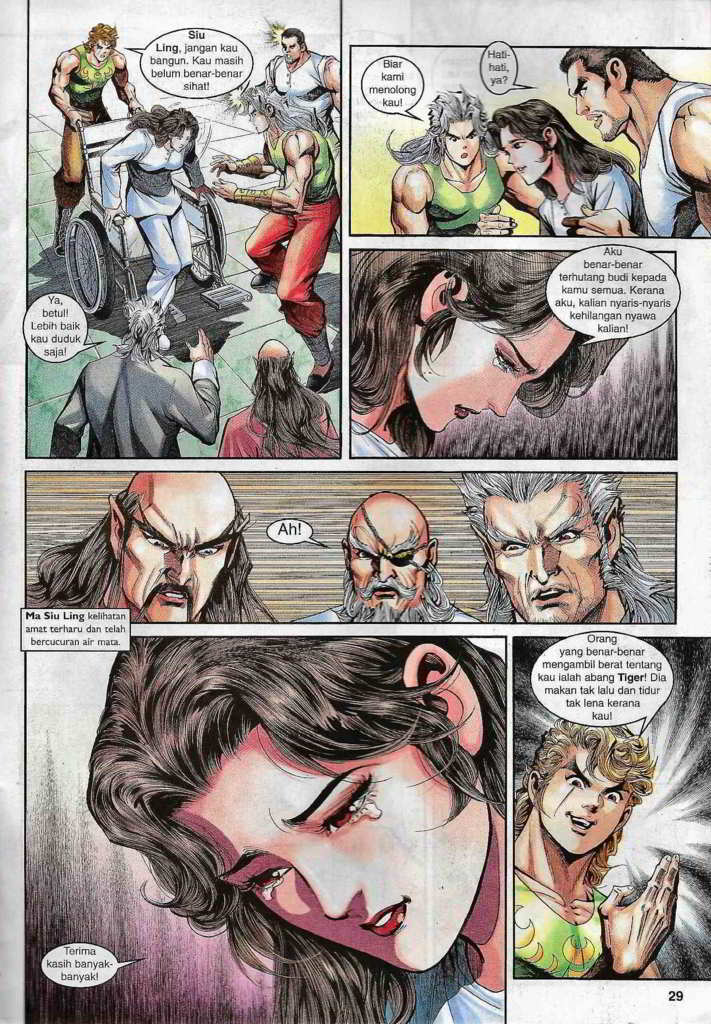 Siu
Ling, jangan kau
bangun. Kau masih
belum benar-benar
sihat!
Ya,
betul!
Lebih baik
kau duduk
saja!
Biar
kami
menolong
kau!
Hati-
hati,
ya?
Aku
benar-benar
terhutang budi kepada
kamu semua. Kerana
aku, kalian nyaris-nyaris
kehilangan nyawa
kalian!
Ah!
Ma Siu Ling kelihatan
amat terharu dan telah
bercucuran air mata.
Terima
kasih banyak-
banyak!
Orang
yang benar-benar
mengambil berat tentang
kau ialah abang Tiger! Dia
makan tak lalu dan tidur
tak lena kerana
kau!
29